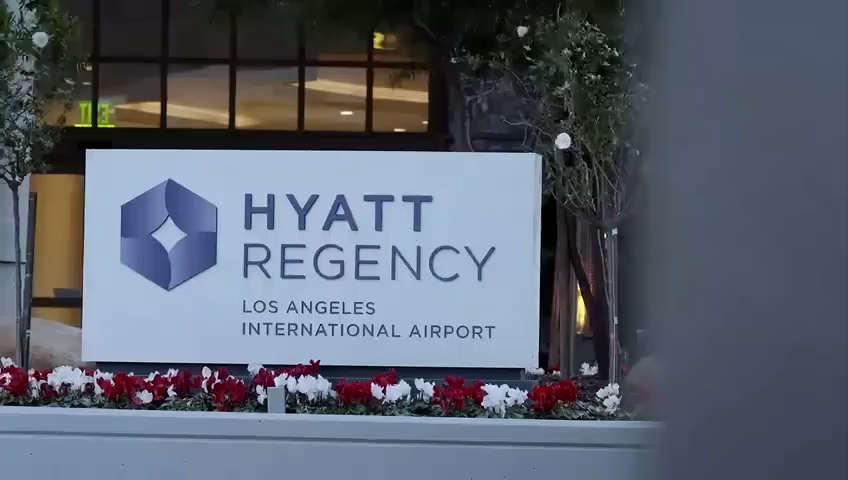 HYATT
REGENCY
LOS ANGELES
INTERNATIONAL AIRPORT